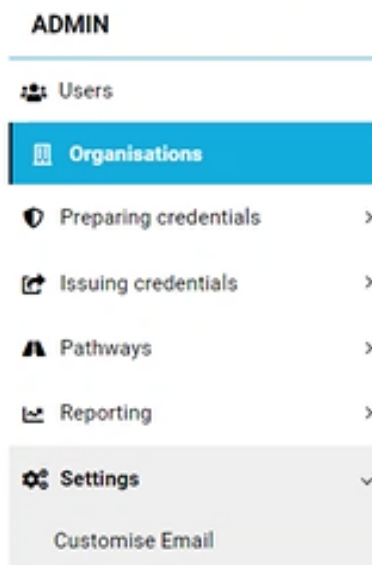 ADMIN
Users
Organisations
Preparing credentials
Issuing credentials
Pathways
Reporting
Settings
Customise Email